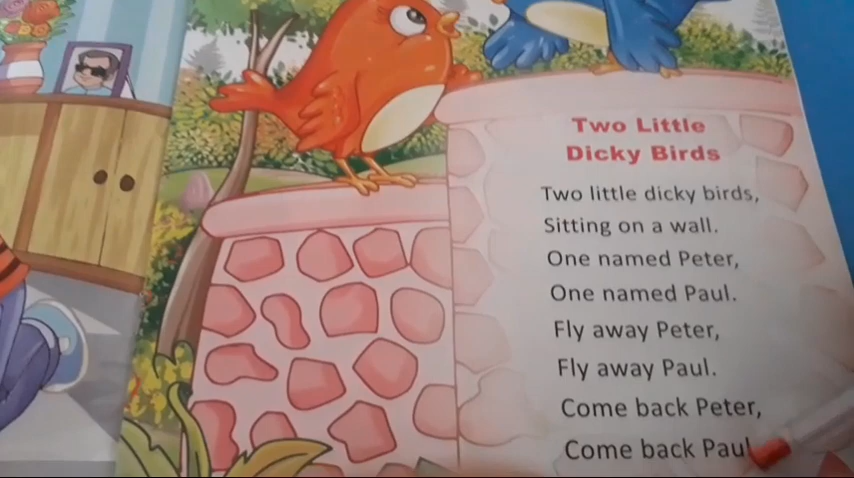 Two Little
Dicky Birds
Two little dicky birds,
Sitting on a wall.
One named Peter,
One named Paul.
Fly away Peter,
Fly away Paul.
Come back Peter,
Come back Paul